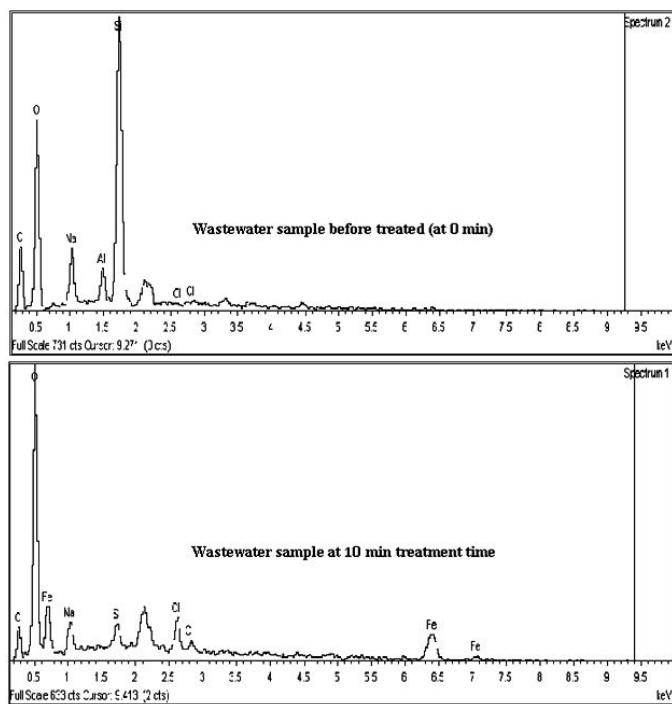 Spectrum 2
Si
O
C
Na
Al
Wastewater sample before treated (at 0 min)
Cl Cl
0.5 1 1.5 2 2.5 3 3.5 4 4.5 5 5.5 6 6.5 7 7.5 8 8.5 9 9.5
Full Scale 731 cts Cursor: 9.271 (0 cts) keV
O
Spectrum 1
Wastewater sample at 10 min treatment time
Fe
Cl
C
Na
S
C
Fe
Fe
0.5 1 1.5 2 2.5 3 3.5 4 4.5 5 5.5 6 6.5 7 7.5 8 8.5 9 9.5
Full Scale 633 cts Cursor: 9.413 (2 cts) keV